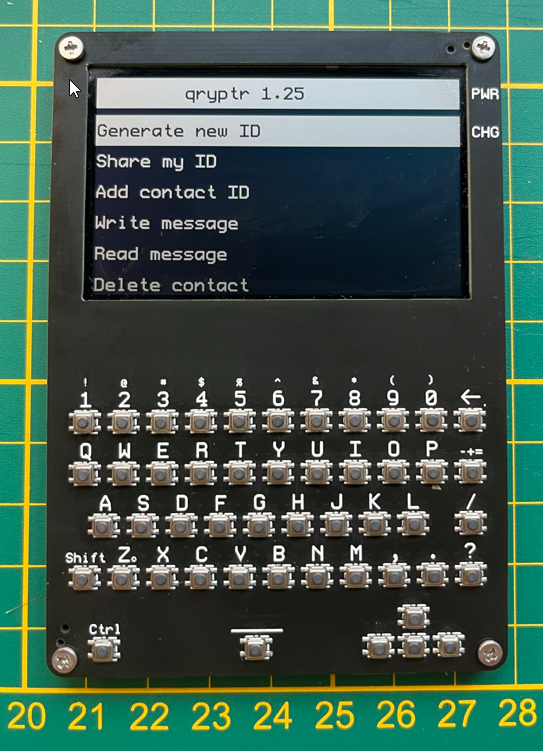 qryptr 1.25
PWR
Generate new ID
CHG
Share my ID
Add contact ID
Write message
Read message
Delete contact
! @ # $ % ^ & * ( )
1 2 3 4 5 6 7 8 9 0 ←
Q W E R T Y U I O P -+=
A S D F G H J K L /
Shift Z X C V B N M , . ?
Ctrl
20 21 22 23 24 25 26 27 28